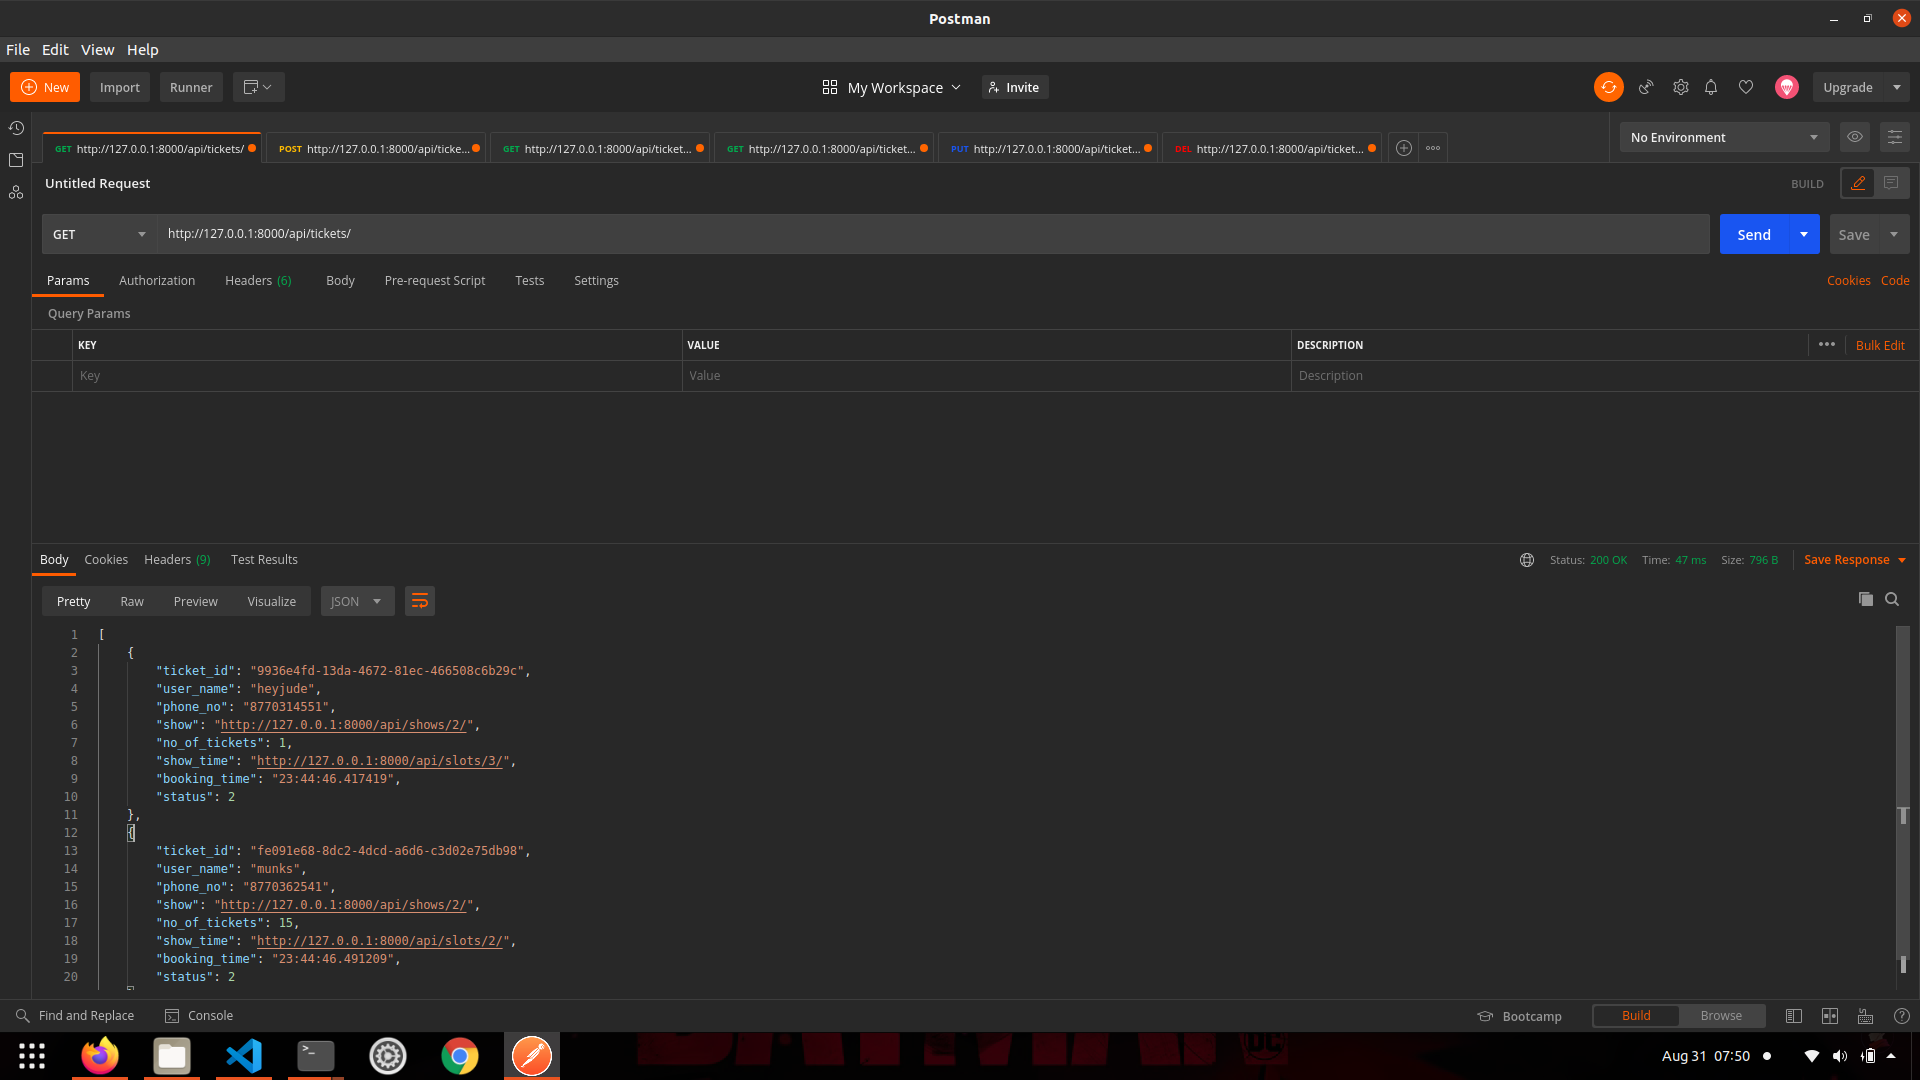 Postman
File Edit View Help
New Import Runner My Workspace Invite Upgrade
GET http://127.0.0.1:8000/api/tickets/ POST http://127.0.0.1:8000/api/ticke... GET http://127.0.0.1:8000/api/ticket... GET http://127.0.0.1:8000/api/ticket... PUT http://127.0.0.1:8000/api/ticket... DEL http://127.0.0.1:8000/api/ticket... No Environment
Untitled Request BUILD
GET http://127.0.0.1:8000/api/tickets/ Send Save
Params Authorization Headers (6) Body Pre-request Script Tests Settings Cookies Code
Query Params
KEY VALUE DESCRIPTION ••• Bulk Edit
Key Value Description
Body Cookies Headers (9) Test Results Status: 200 OK Time: 47 ms Size: 796 B Save Response
Pretty Raw Preview Visualize JSON
1 [
2 {
3 "ticket_id": "9936e4fd-13da-4672-81ec-466508c6b29c",
4 "user_name": "heyjude",
5 "phone_no": "8770314551",
6 "show": "http://127.0.0.1:8000/api/shows/2/",
7 "no_of_tickets": 1,
8 "show_time": "http://127.0.0.1:8000/api/slots/3/",
9 "booking_time": "23:44:46.417419",
10 "status": 2
11 },
12 {
13 "ticket_id": "fe091e68-8dc2-4dcd-a6d6-c3d02e75db98",
14 "user_name": "munks",
15 "phone_no": "8770362541",
16 "show": "http://127.0.0.1:8000/api/shows/2/",
17 "no_of_tickets": 15,
18 "show_time": "http://127.0.0.1:8000/api/slots/2/",
19 "booking_time": "23:44:46.491209",
20 "status": 2
Find and Replace Console Bootcamp Build Browse
Aug 31 07:50